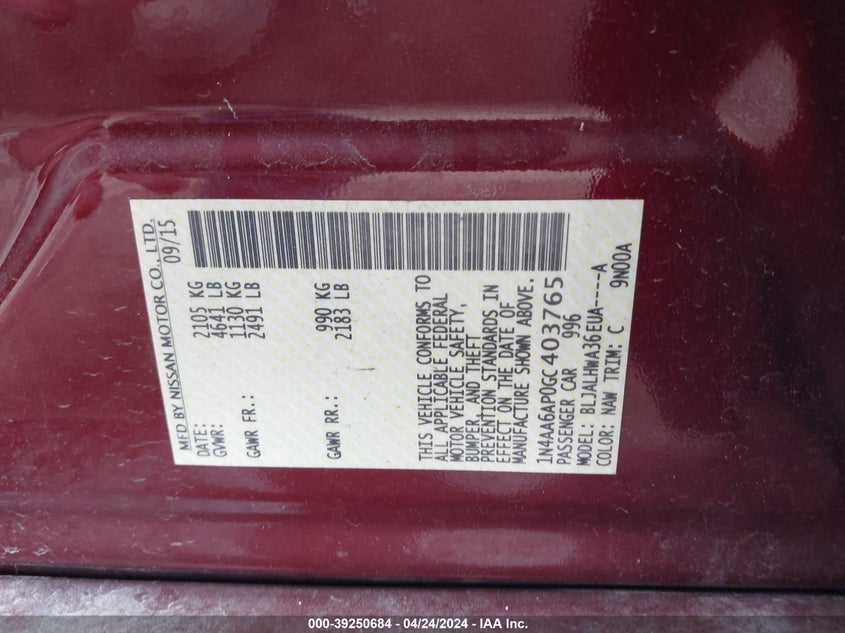 MFD BY NISSAN MOTOR CO., LTD.
DATE: 09/15
GVWR: 2105 KG
4641 LB
GAWR FR.: 1130 KG
2491 LB
GAWR RR.: 990 KG
2183 LB
THIS VEHICLE CONFORMS TO
ALL APPLICABLE FEDERAL
MOTOR VEHICLE SAFETY,
BUMPER, AND THEFT
PREVENTION STANDARDS IN
EFFECT ON THE DATE OF
MANUFACTURE SHOWN ABOVE.
1N4AA6AP0GC403765
PASSENGER CAR 996
MODEL: BLJALHWA36EUA-----A
COLOR: NAW TRIM: C 9N00A
000-39250684 - 04/24/2024 - IAA Inc.